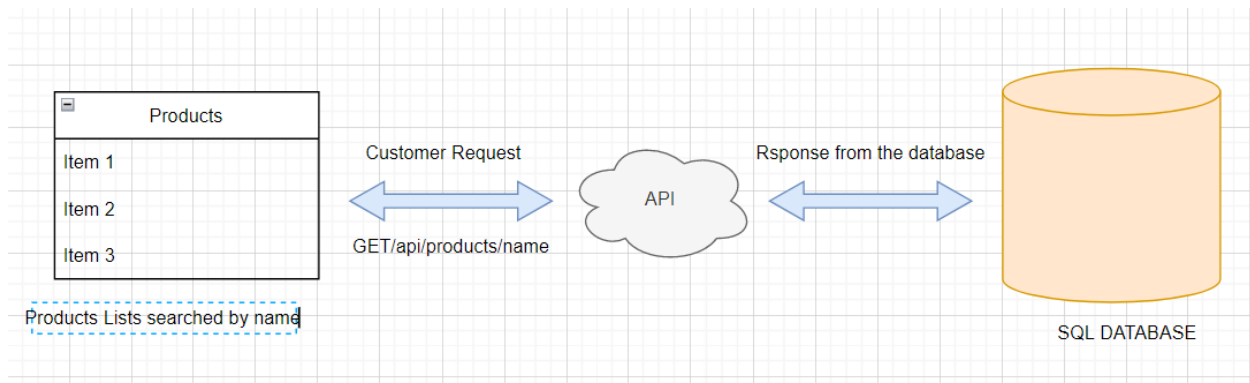 Products
Item 1
Item 2
Item 3
Products Lists searched by name
Customer Request
GET/api/products/name
API
Rsponse from the database
SQL DATABASE